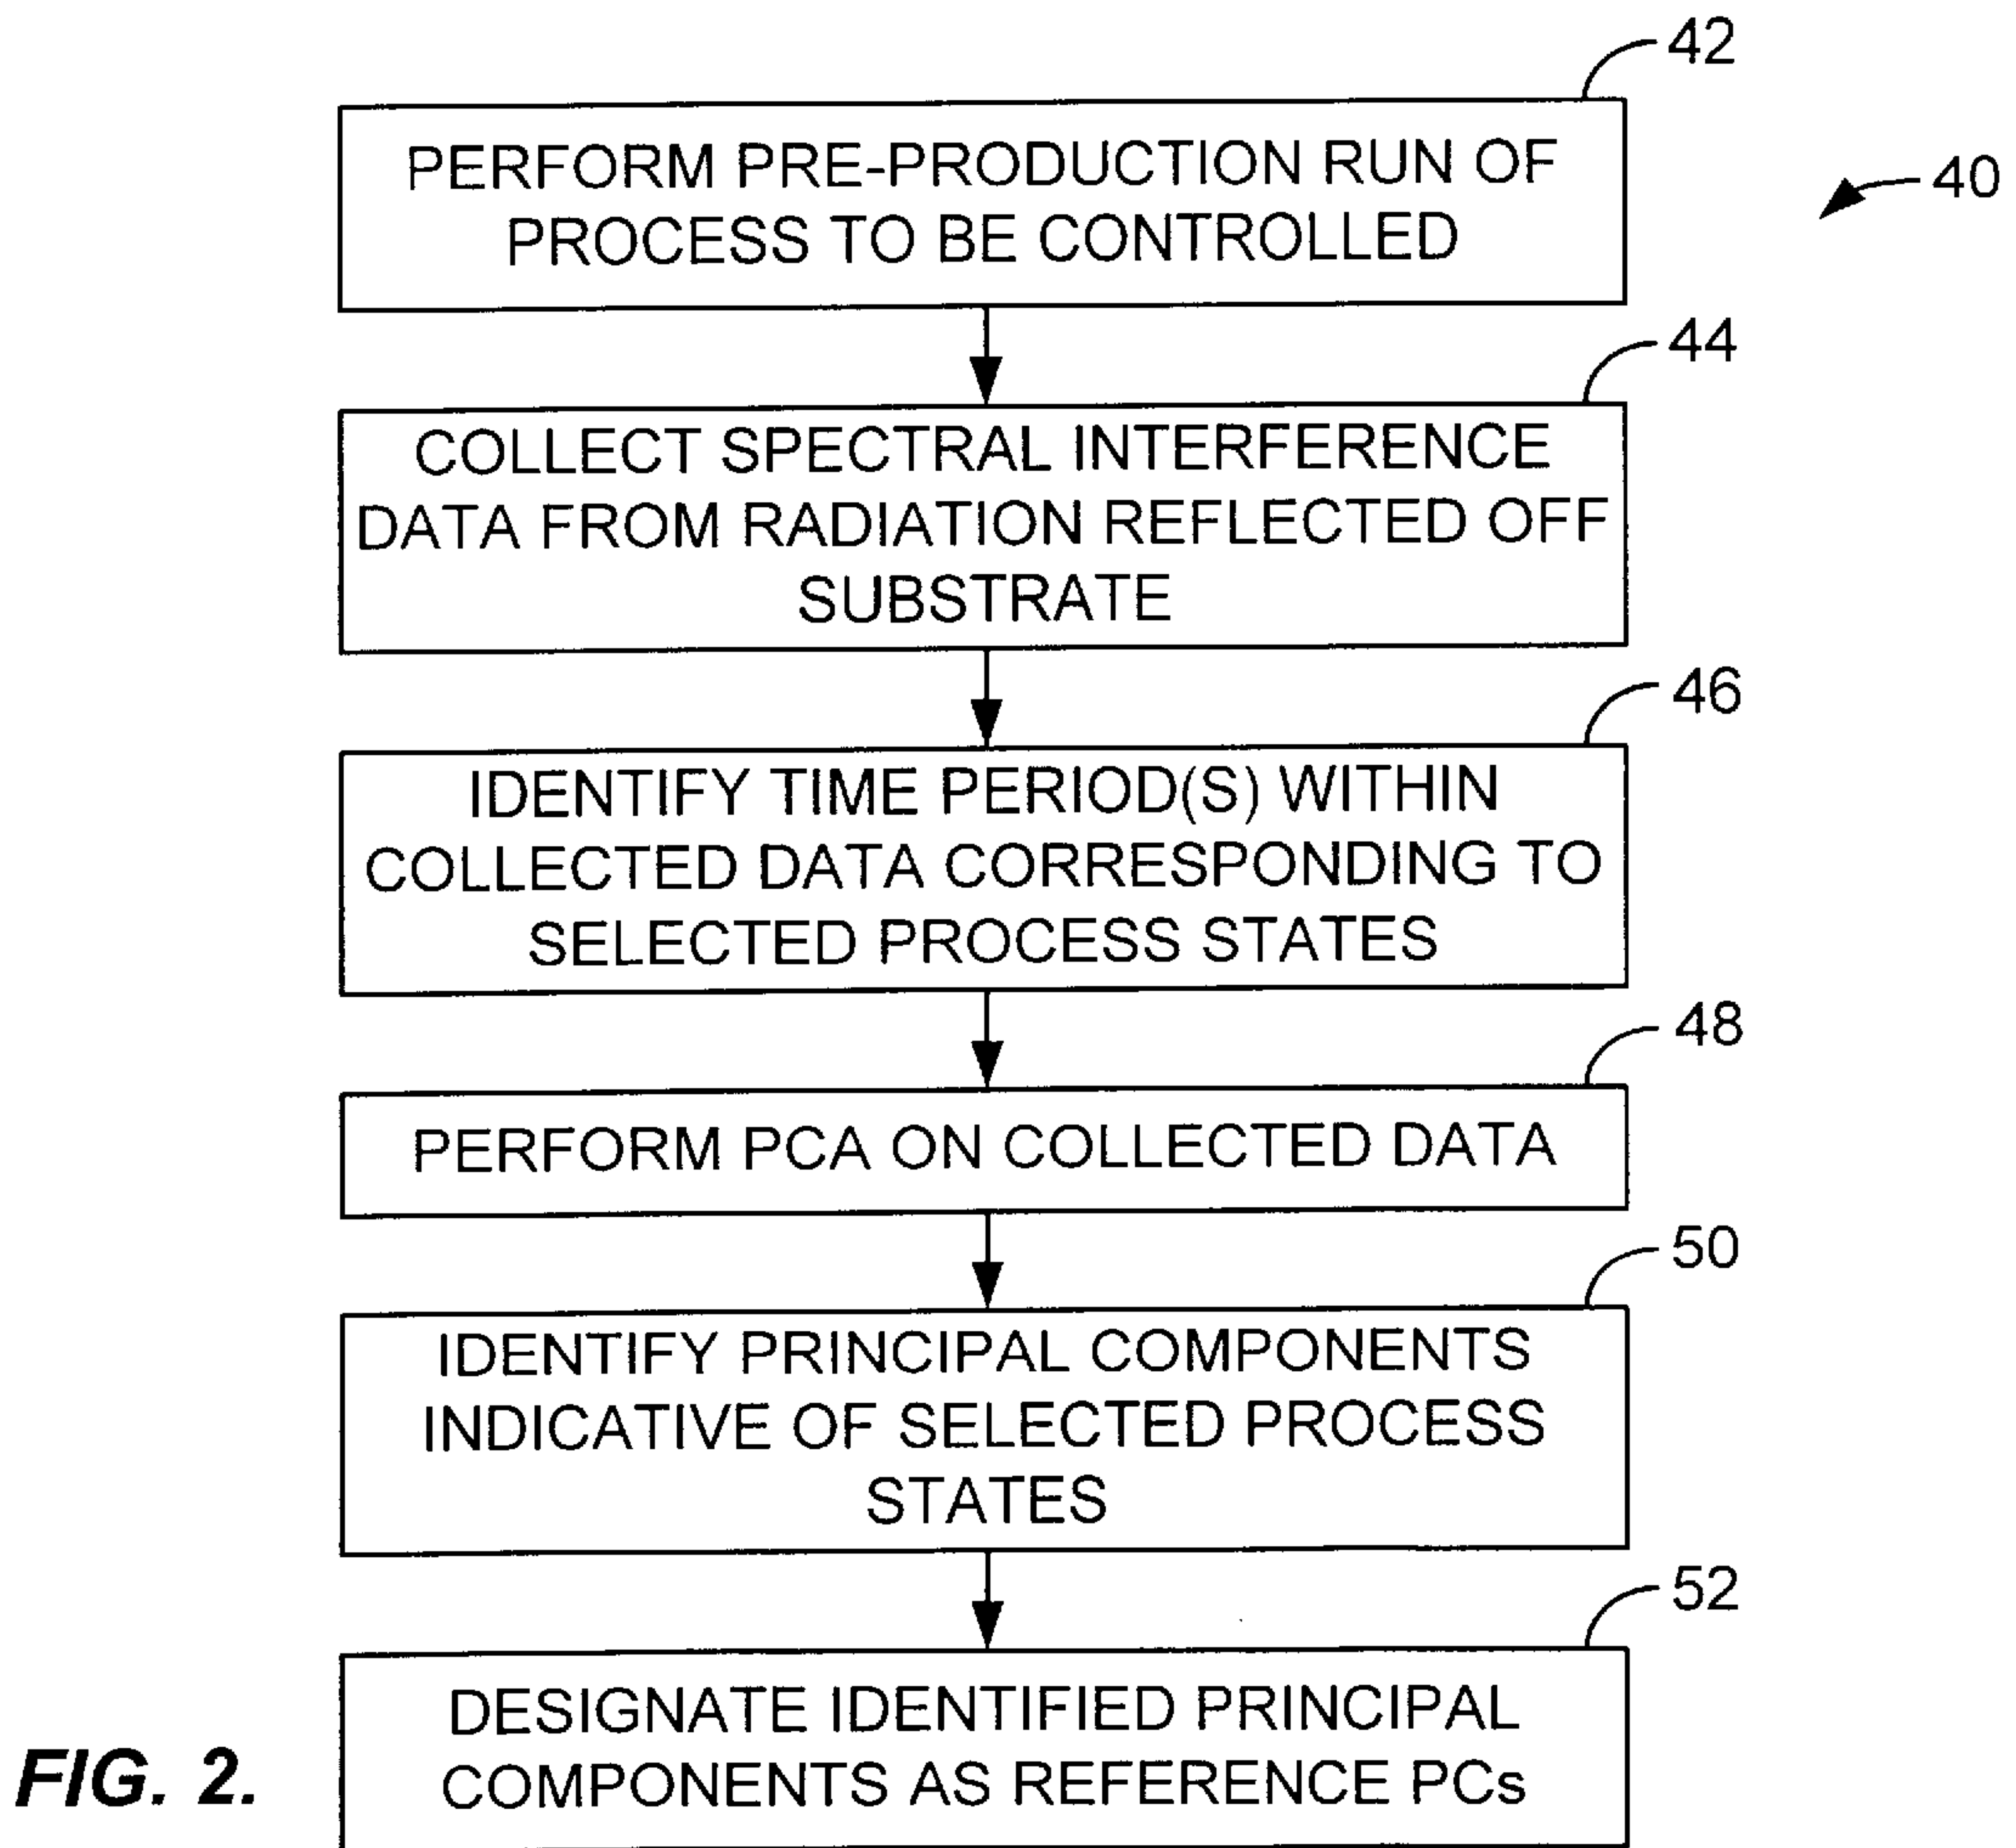 42
PERFORM PRE-PRODUCTION RUN OF
PROCESS TO BE CONTROLLED
40
44
COLLECT SPECTRAL INTERFERENCE
DATA FROM RADIATION REFLECTED OFF
SUBSTRATE
46
IDENTIFY TIME PERIOD(S) WITHIN
COLLECTED DATA CORRESPONDING TO
SELECTED PROCESS STATES
48
PERFORM PCA ON COLLECTED DATA
50
IDENTIFY PRINCIPAL COMPONENTS
INDICATIVE OF SELECTED PROCESS
STATES
52
DESIGNATE IDENTIFIED PRINCIPAL
COMPONENTS AS REFERENCE PCs
FIG. 2.